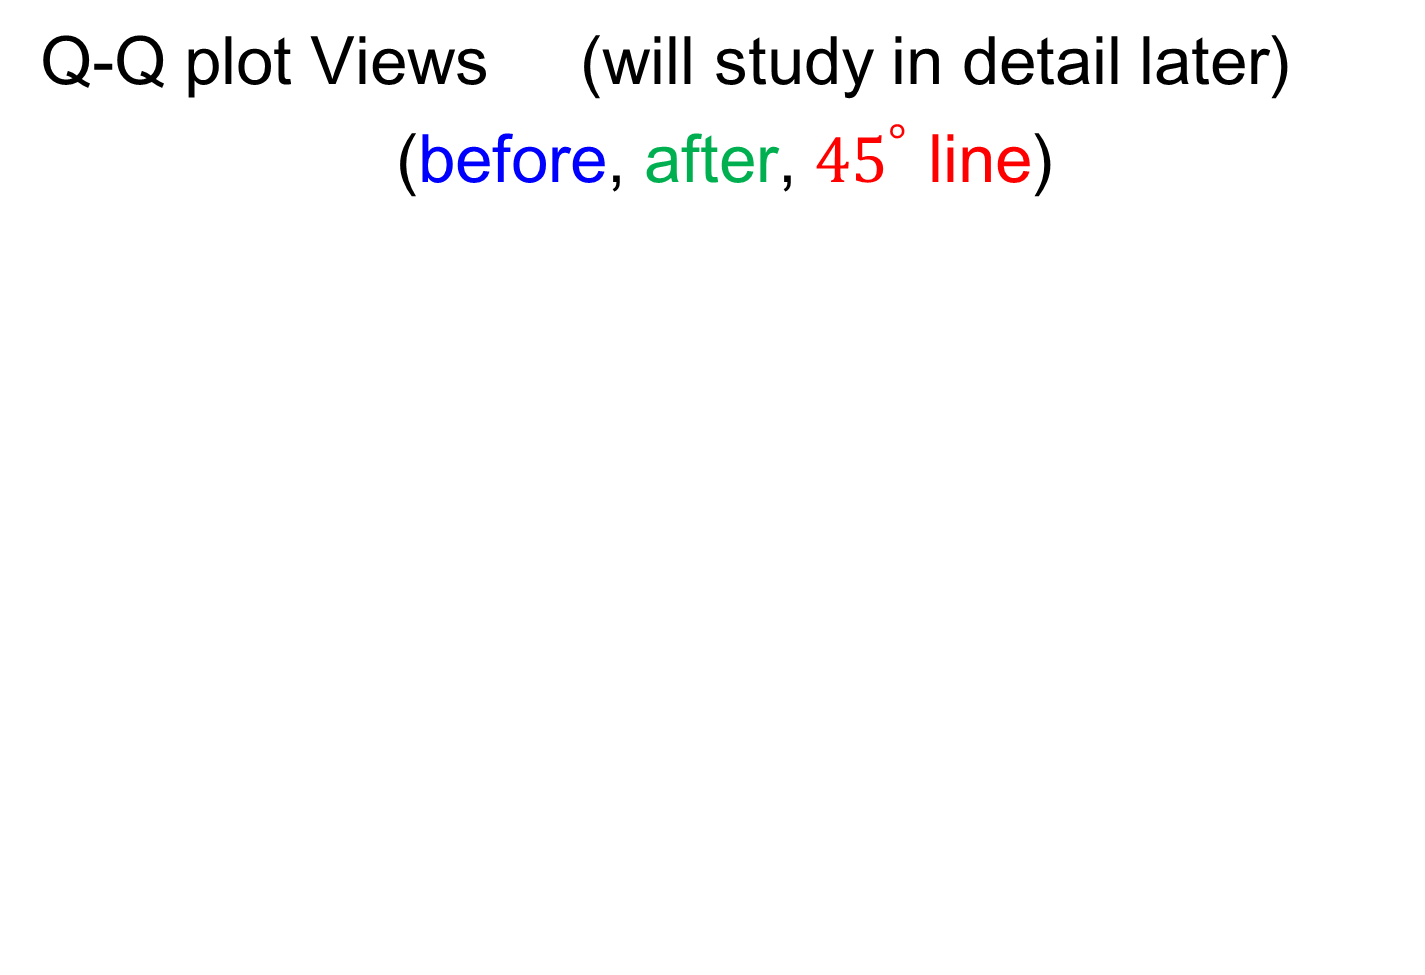 Q-Q plot Views (will study in detail later)
(before, after, 45° line)